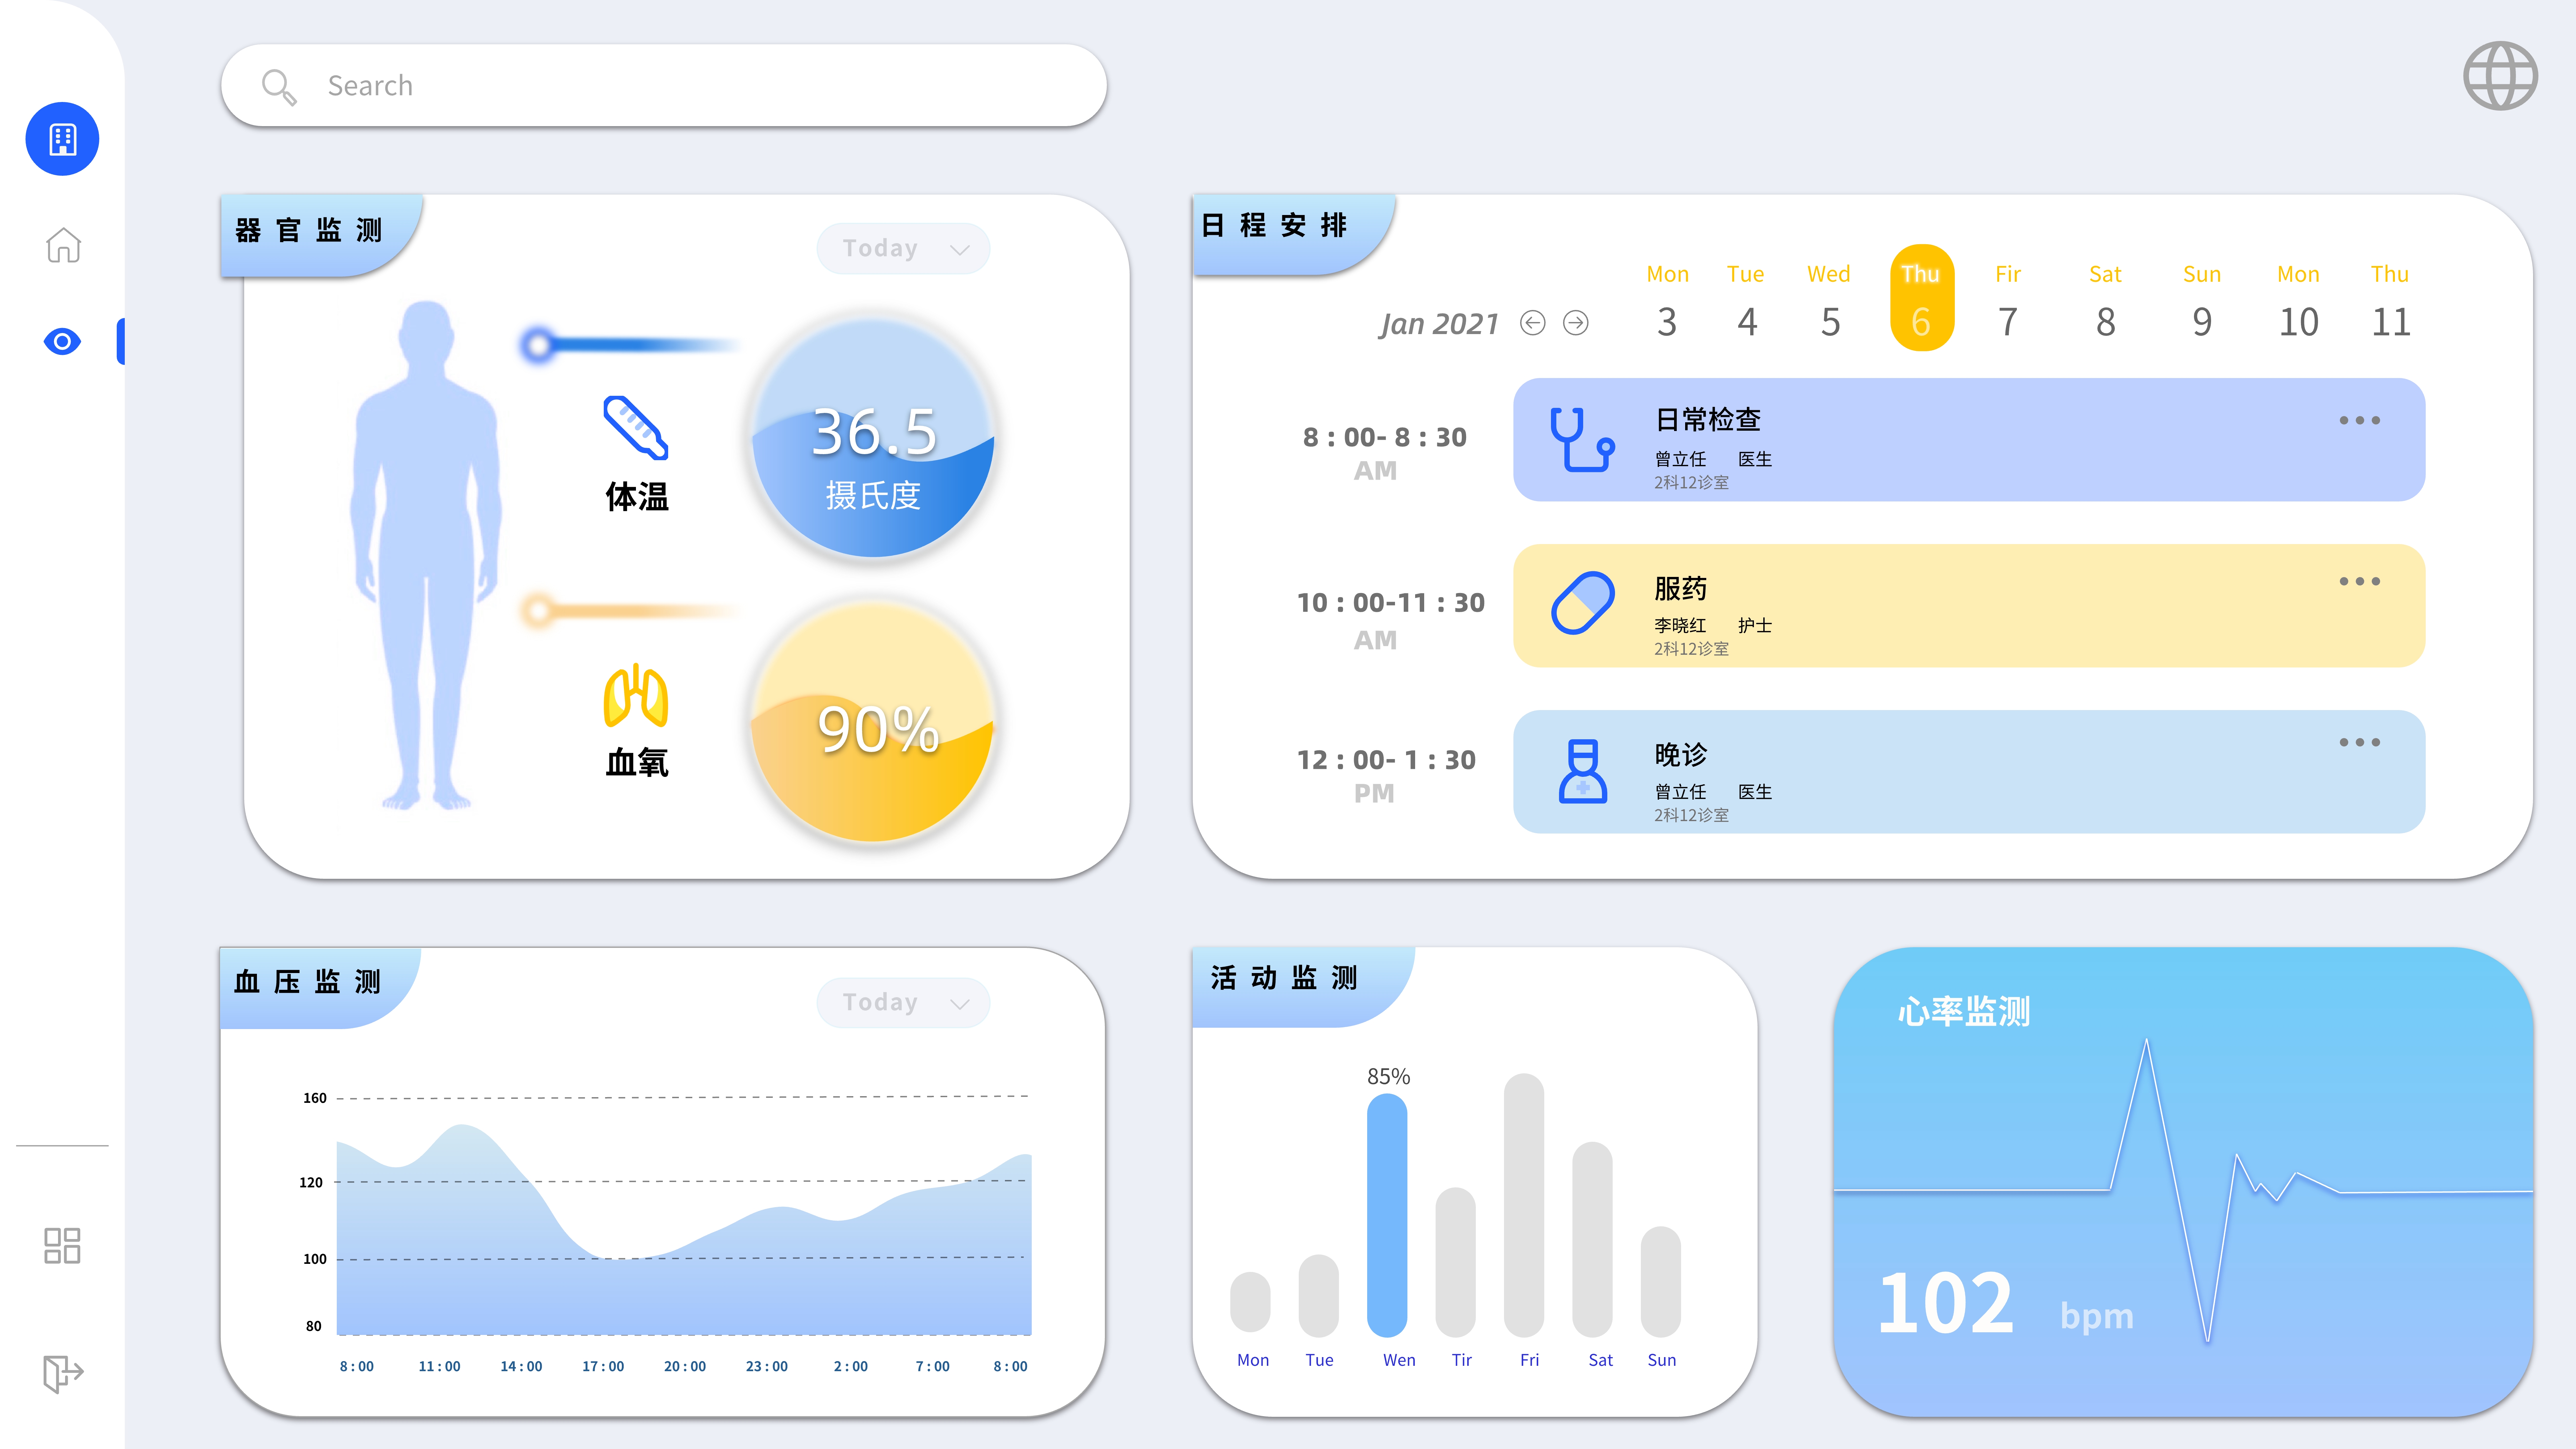 Search
器官监测
Today
36.5
摄氏度
体温
90%
血氧
日程安排
Mon Tue Wed Thu Fir Sat Sun Mon Thu
Jan 2021 3 4 5 6 7 8 9 10 11
8 : 00- 8 : 30
AM
日常检查
曾立任 医生
2科12诊室
10 : 00-11 : 30
AM
服药
李晓红 护士
2科12诊室
12 : 00- 1 : 30
PM
晚诊
曾立任 医生
2科12诊室
血压监测
Today
160
120
100
80
8:00 11:00 14:00 17:00 20:00 23:00 2:00 7:00 8:00
活动监测
85%
Mon Tue Wen Tir Fri Sat Sun
心率监测
102 bpm